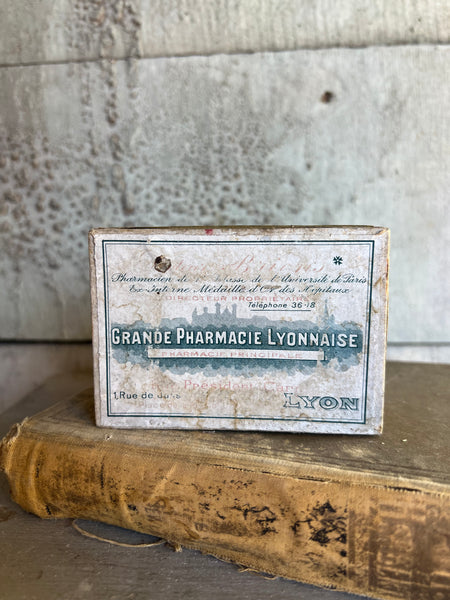 Pharmacien de 1re Classe de l'Université de Paris
Ex-Interne Médaille d'Or des Hôpitaux
DIRECTEUR PROPRIÉTAIRE
Téléphone 36-18
GRANDE PHARMACIE LYONNAISE
PHARMACIE PRINCIPALE
1, Rue de
LYON